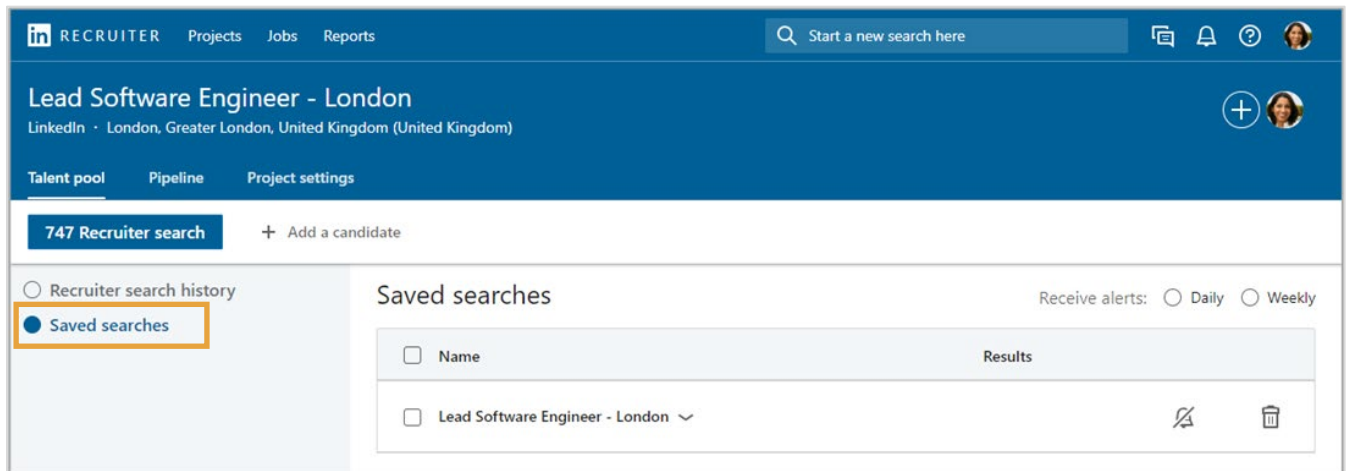 in RECRUITER Projects Jobs Reports Start a new search here
Lead Software Engineer - London
LinkedIn · London, Greater London, United Kingdom (United Kingdom)
Talent pool Pipeline Project settings
747 Recruiter search + Add a candidate
Recruiter search history
Saved searches
Saved searches
Receive alerts: Daily Weekly
Name Results
Lead Software Engineer - London